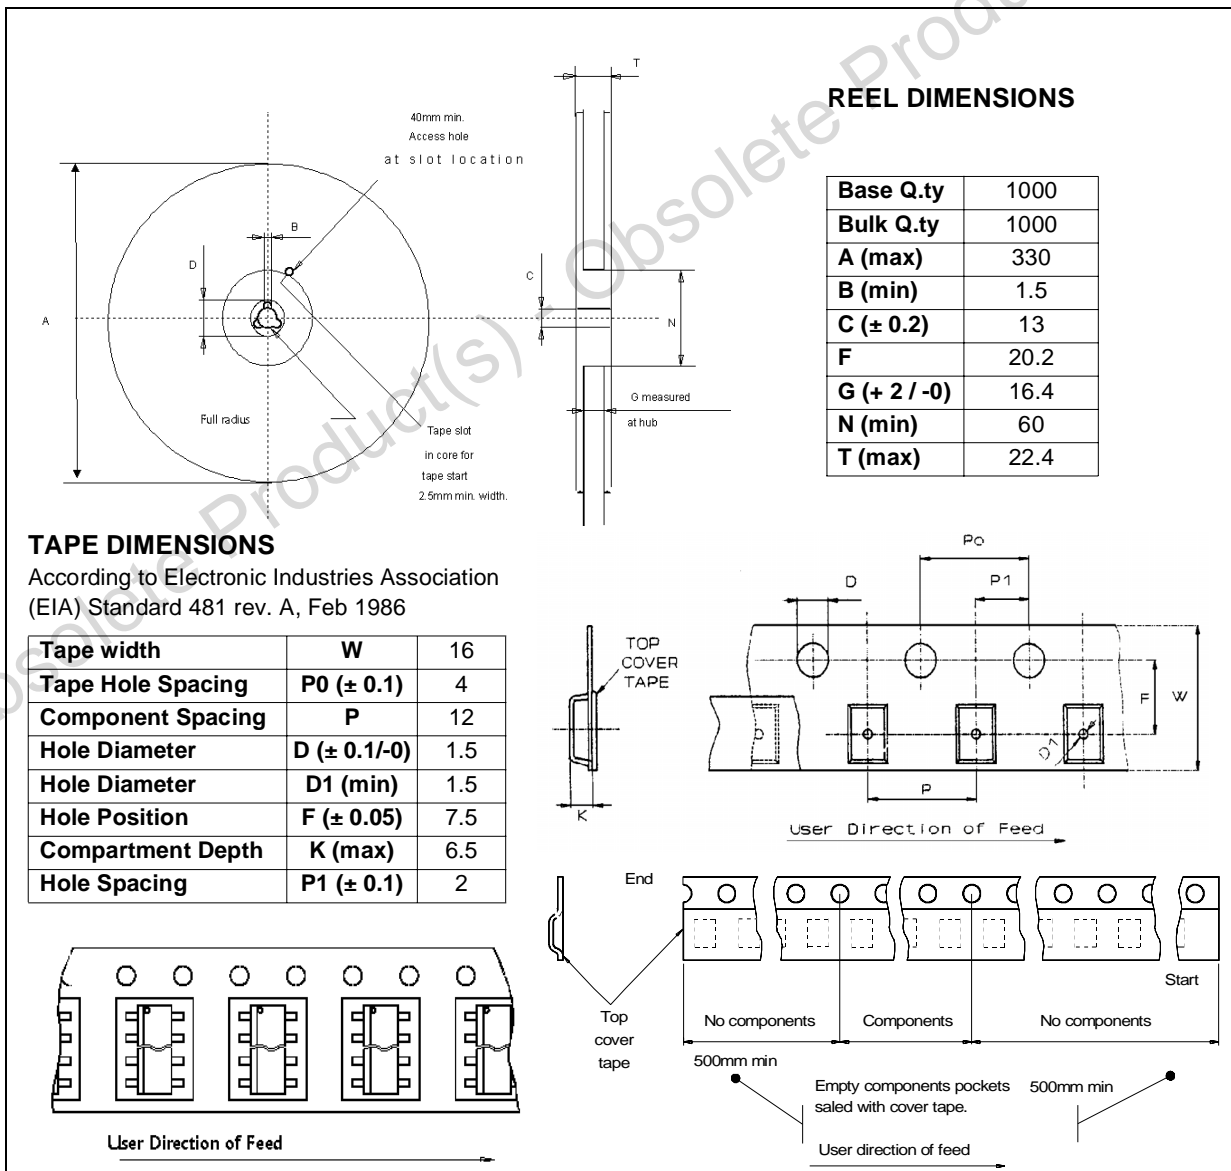 Obsolete Product(s) - Obsolete Produc
REEL DIMENSIONS
T
40mm min.
Access hole
at slot location
B
D
C
A
N
Full radius
G measured
at hub
Tape slot
in core for
tape start
2.5mm min. width.
Base Q.ty 1000
Bulk Q.ty 1000
A (max) 330
B (min) 1.5
C (± 0.2) 13
F 20.2
G (+ 2 / -0) 16.4
N (min) 60
T (max) 22.4
TAPE DIMENSIONS
According to Electronic Industries Association
(EIA) Standard 481 rev. A, Feb 1986
Tape width W 16
Tape Hole Spacing P0 (± 0.1) 4
Component Spacing P 12
Hole Diameter D (± 0.1/-0) 1.5
Hole Diameter D1 (min) 1.5
Hole Position F (± 0.05) 7.5
Compartment Depth K (max) 6.5
Hole Spacing P1 (± 0.1) 2
Po
D
P1
TOP
COVER
TAPE
F
W
D1
K
P
User Direction of Feed
End
Start
Top
cover
tape
No components
Components
No components
500mm min
500mm min
Empty components pockets
saled with cover tape.
User direction of feed
User Direction of Feed